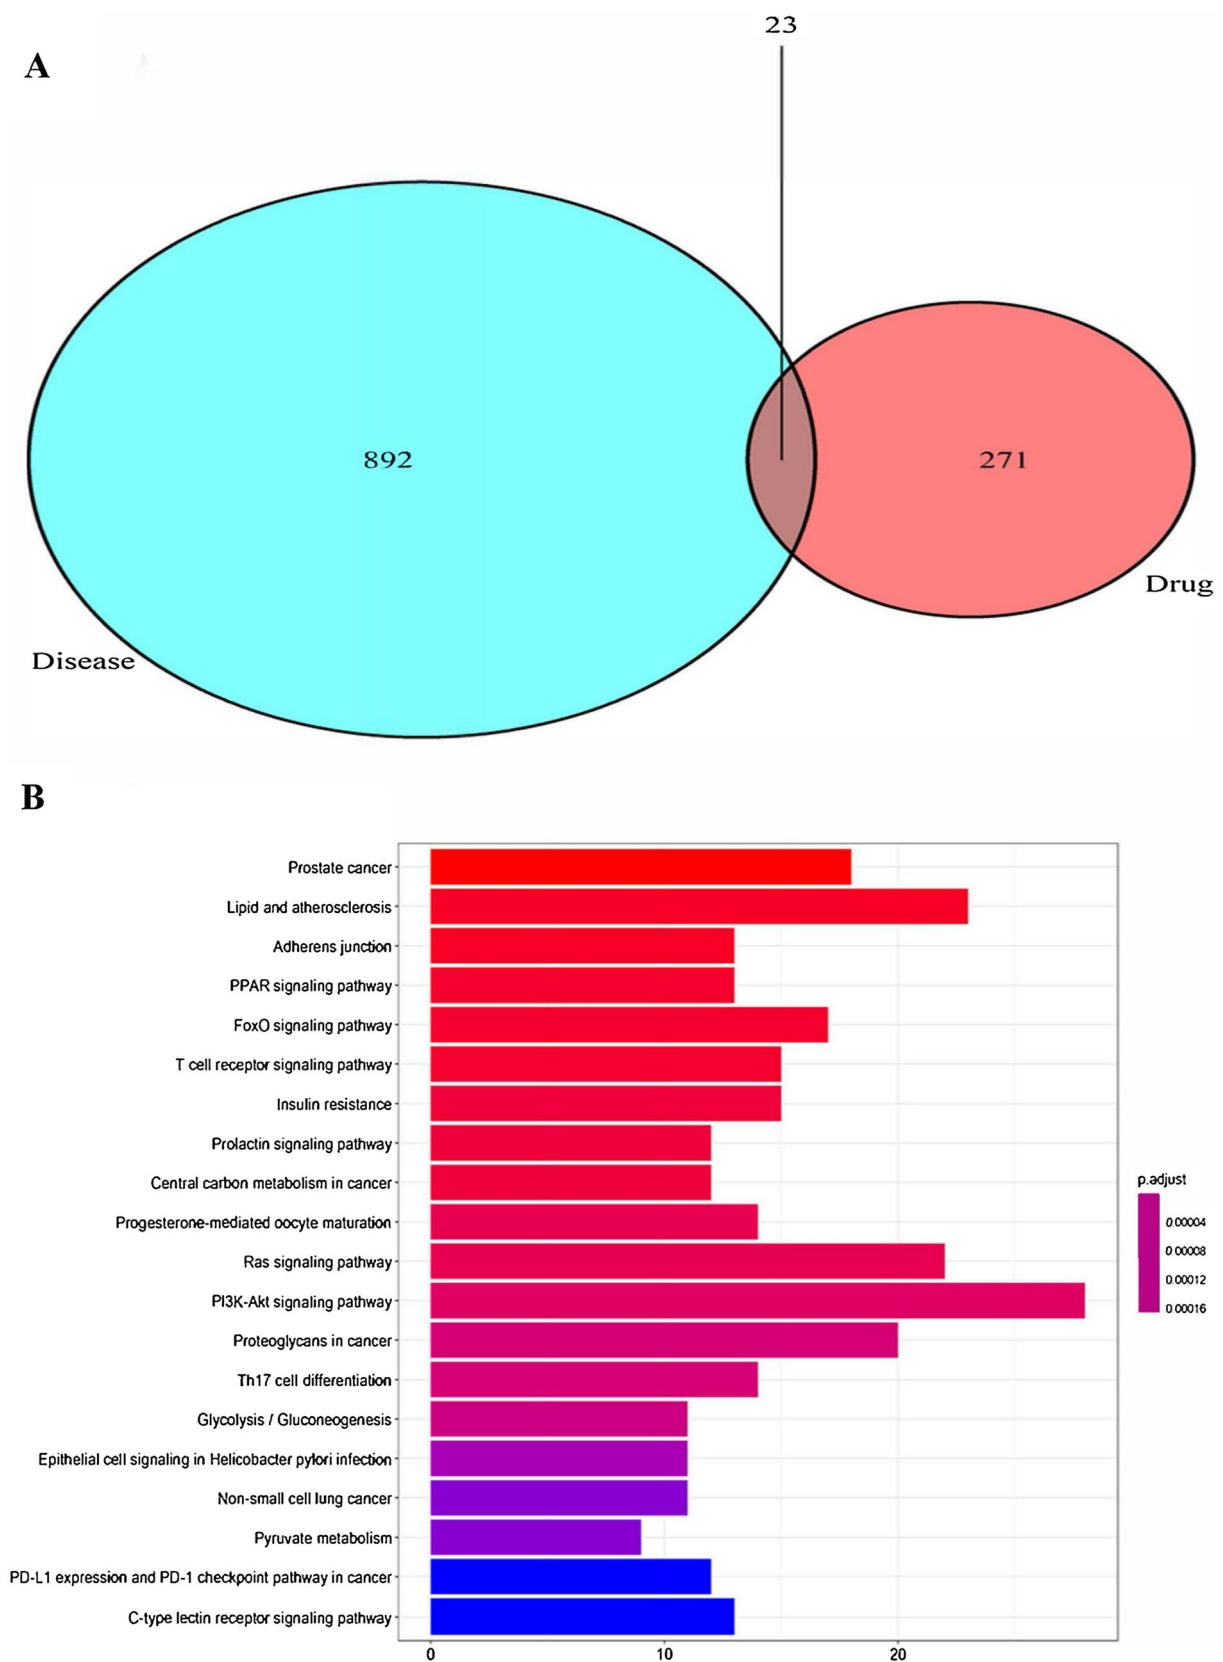 23
A
892
271
Drug
Disease
B
Prostate cancer
Lipid and atherosclerosis
Adherens junction
PPAR signaling pathway
FoxO signaling pathway
T cell receptor signaling pathway
Insulin resistance
Prolactin signaling pathway
Central carbon metabolism in cancer
Progesterone-mediated oocyte maturation
Ras signaling pathway
PI3K-Akt signaling pathway
Proteoglycans in cancer
Th17 cell differentiation
Glycolysis / Gluconeogenesis
Epithelial cell signaling in Helicobacter pylori infection
Non-small cell lung cancer
Pyruvate metabolism
PD-L1 expression and PD-1 checkpoint pathway in cancer
C-type lectin receptor signaling pathway
0 10 20
p.adjust
0.00004
0.00008
0.00012
0.00016